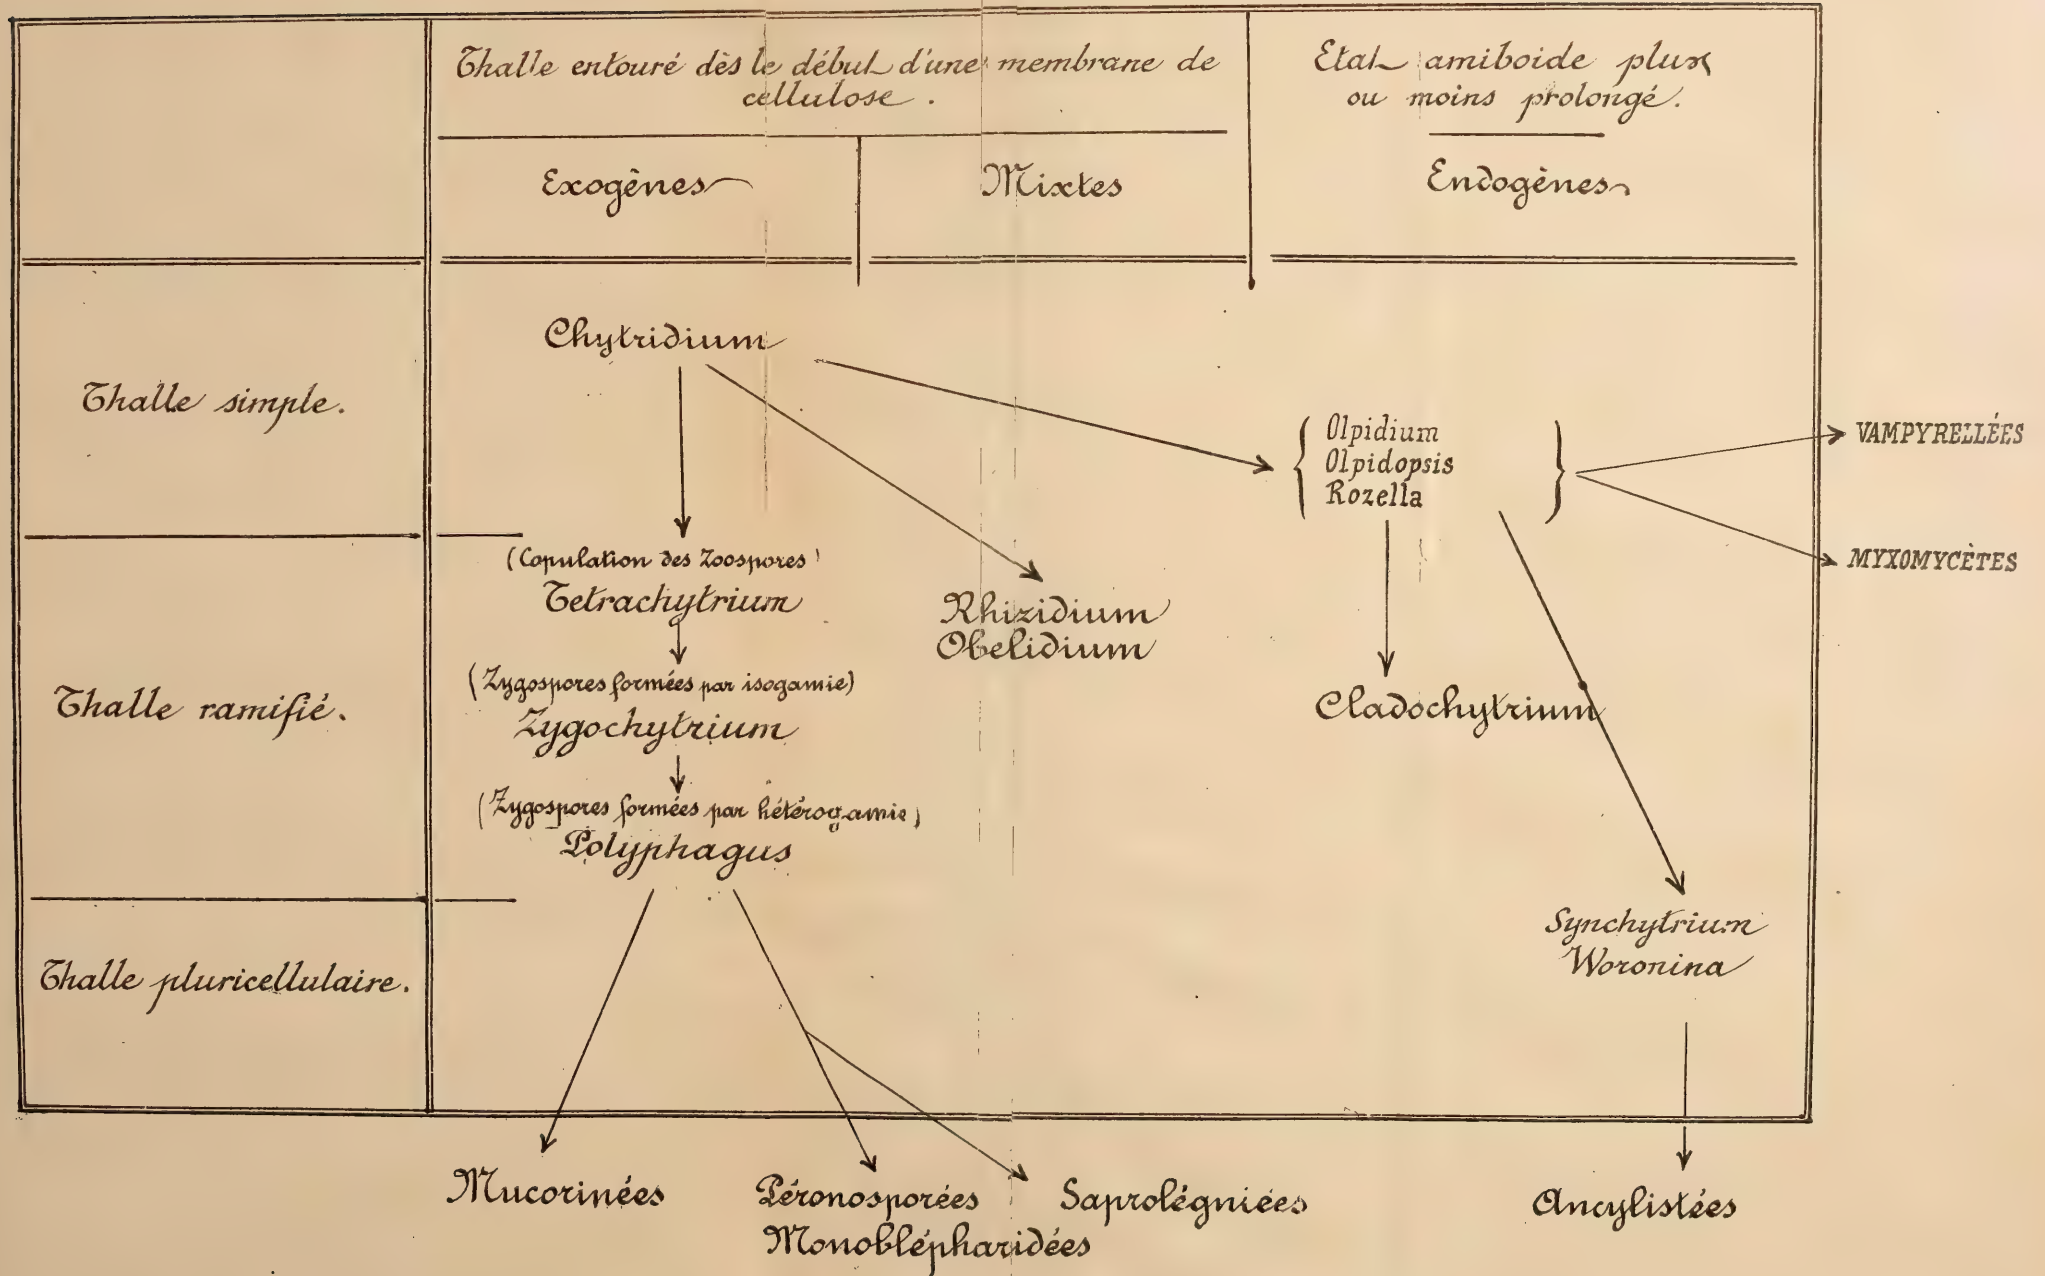 Thalle entouré dès le début d'une membrane de
cellulose.
Etat amiboide plus
ou moins prolongé.
Exogènes
Mixtes
Endogènes
Chytridium
Thalle simple.
Olpidium
Olpidopsis
Rozella
VAMPYRELLÉES
MYXOMYCÈTES
(Copulation des Zoospores)
Tetrachytrium
Rhizidium
Obelidium
(Zygospores formées par isogamie)
Zygochytrium
Thalle ramifié.
Cladochytrium
(Zygospores formées par hétérogamie)
Polyphagus
Synchytrium
Woronina
Thalle pluricellulaire.
Mucorinées
Péronosporées
Monoblépharidées
Saprolégniées
Ancylistées